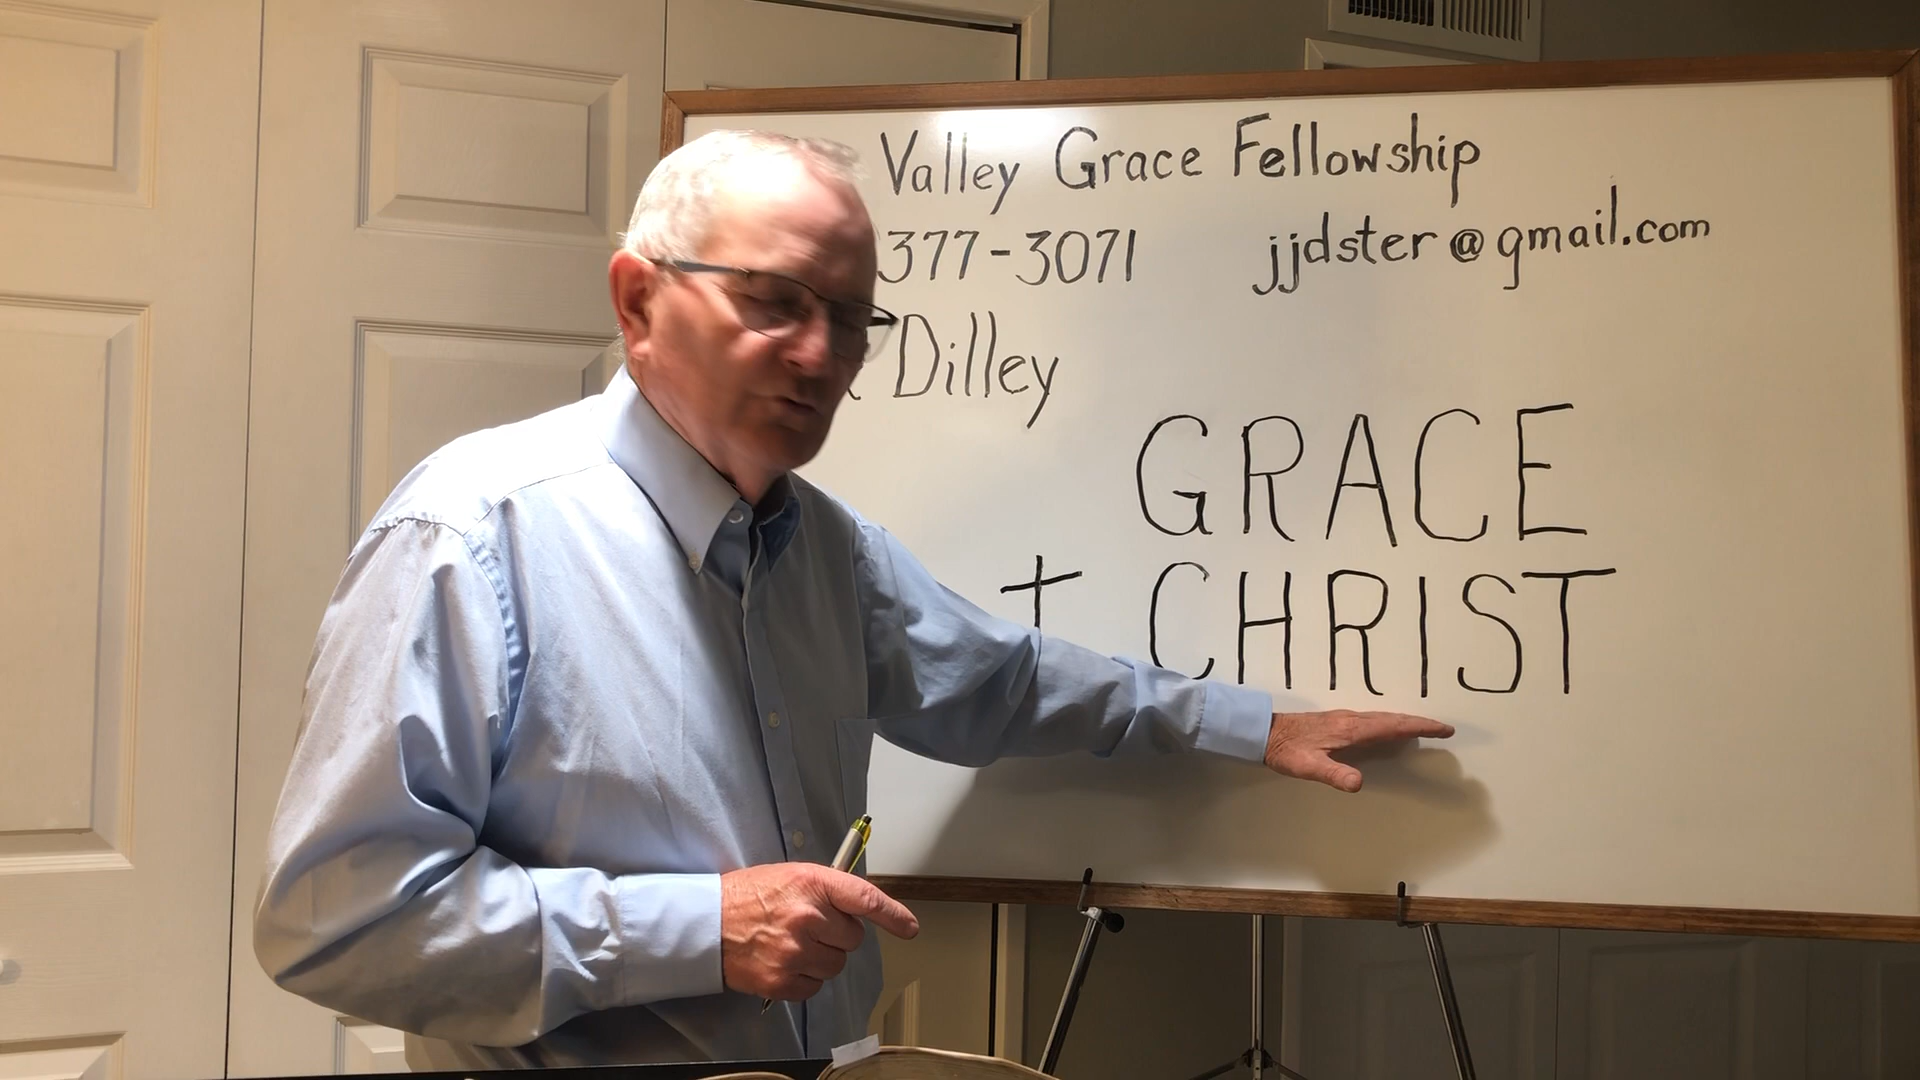 Valley Grace Fellowship
377-3071 jjdster@gmail.com
Dilley
GRACE
CHRIST